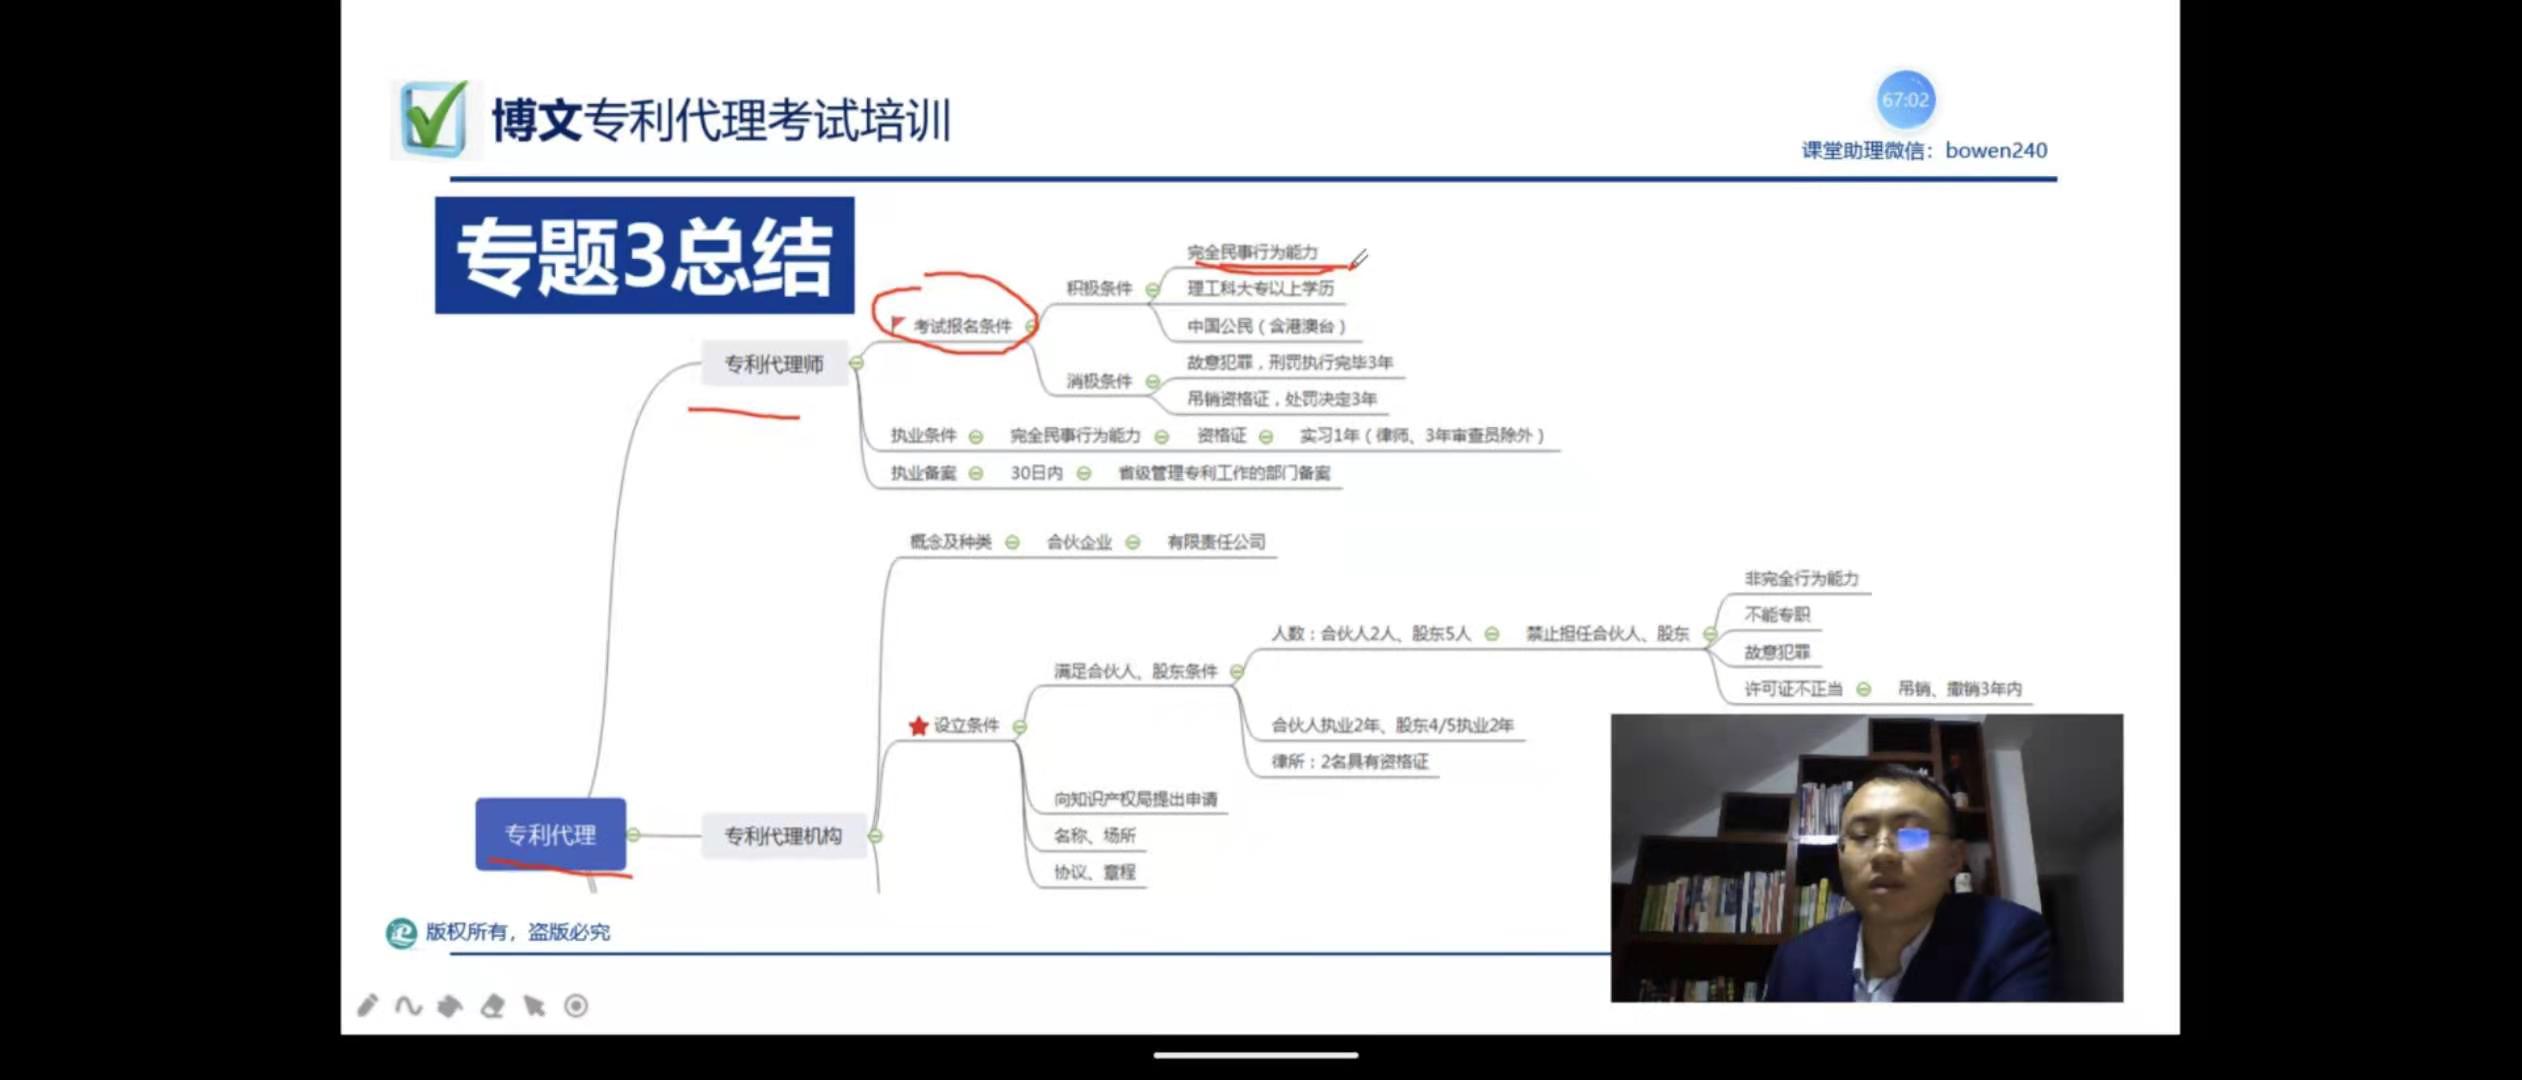 博文专利代理考试培训
67:02
课堂助理微信：bowen240
专题3总结
专利代理
专利代理师
考试报名条件
积极条件
完全民事行为能力
理工科大专以上学历
中国公民（含港澳台）
消极条件
故意犯罪，刑罚执行完毕3年
吊销资格证，处罚决定3年
执业条件 完全民事行为能力 资格证 实习1年（律师、3年审查员除外）
执业备案 30日内 省级管理专利工作的部门备案
专利代理机构
概念及种类 合伙企业 有限责任公司
设立条件
满足合伙人、股东条件
人数：合伙人2人、股东5人 禁止担任合伙人、股东
非完全行为能力
不能专职
故意犯罪
许可证不正当 吊销、撤销3年内
合伙人执业2年、股东4/5执业2年
律所：2名具有资格证
向知识产权局提出申请
名称、场所
协议、章程
版权所有，盗版必究